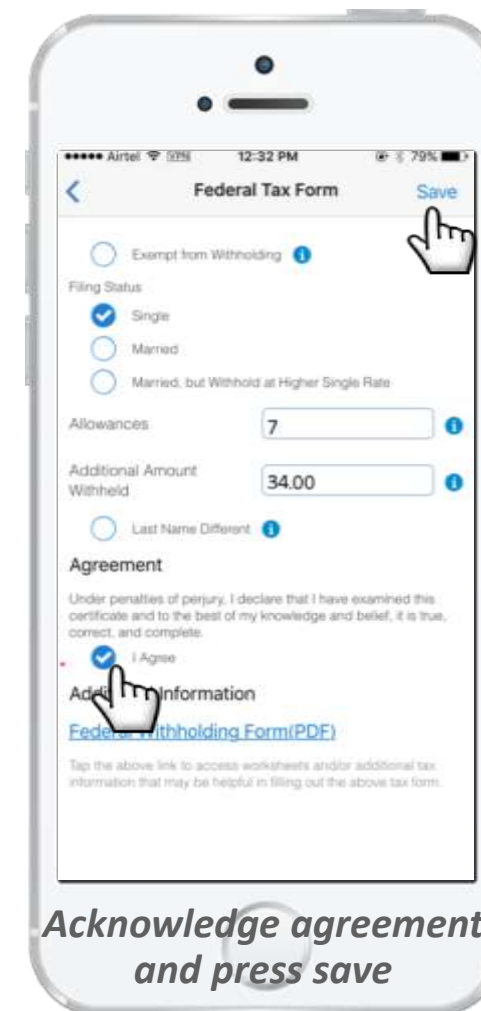 Airtel VPN 12:32 PM 79%
Federal Tax Form Save
Exempt from Withholding
Filing Status
Single
Married
Married, but Withhold at Higher Single Rate
Allowances 7
Additional Amount
Withheld 34.00
Last Name Different
Agreement
Under penalties of perjury, I declare that I have examined this
certificate and to the best of my knowledge and belief, it is true,
correct, and complete.
I Agree
Additional Information
Federal Withholding Form(PDF)
Tap the above link to access worksheets and/or additional tax
information that may be helpful in filling out the above tax form.
Acknowledge agreement
and press save